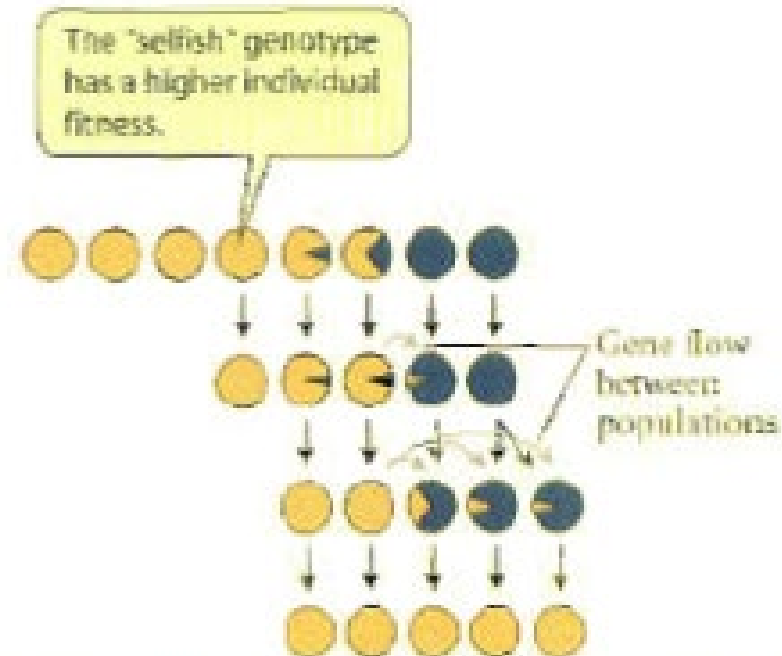 The "selfish" genotype
has a higher individual
fitness.
Gene flow
between
populations